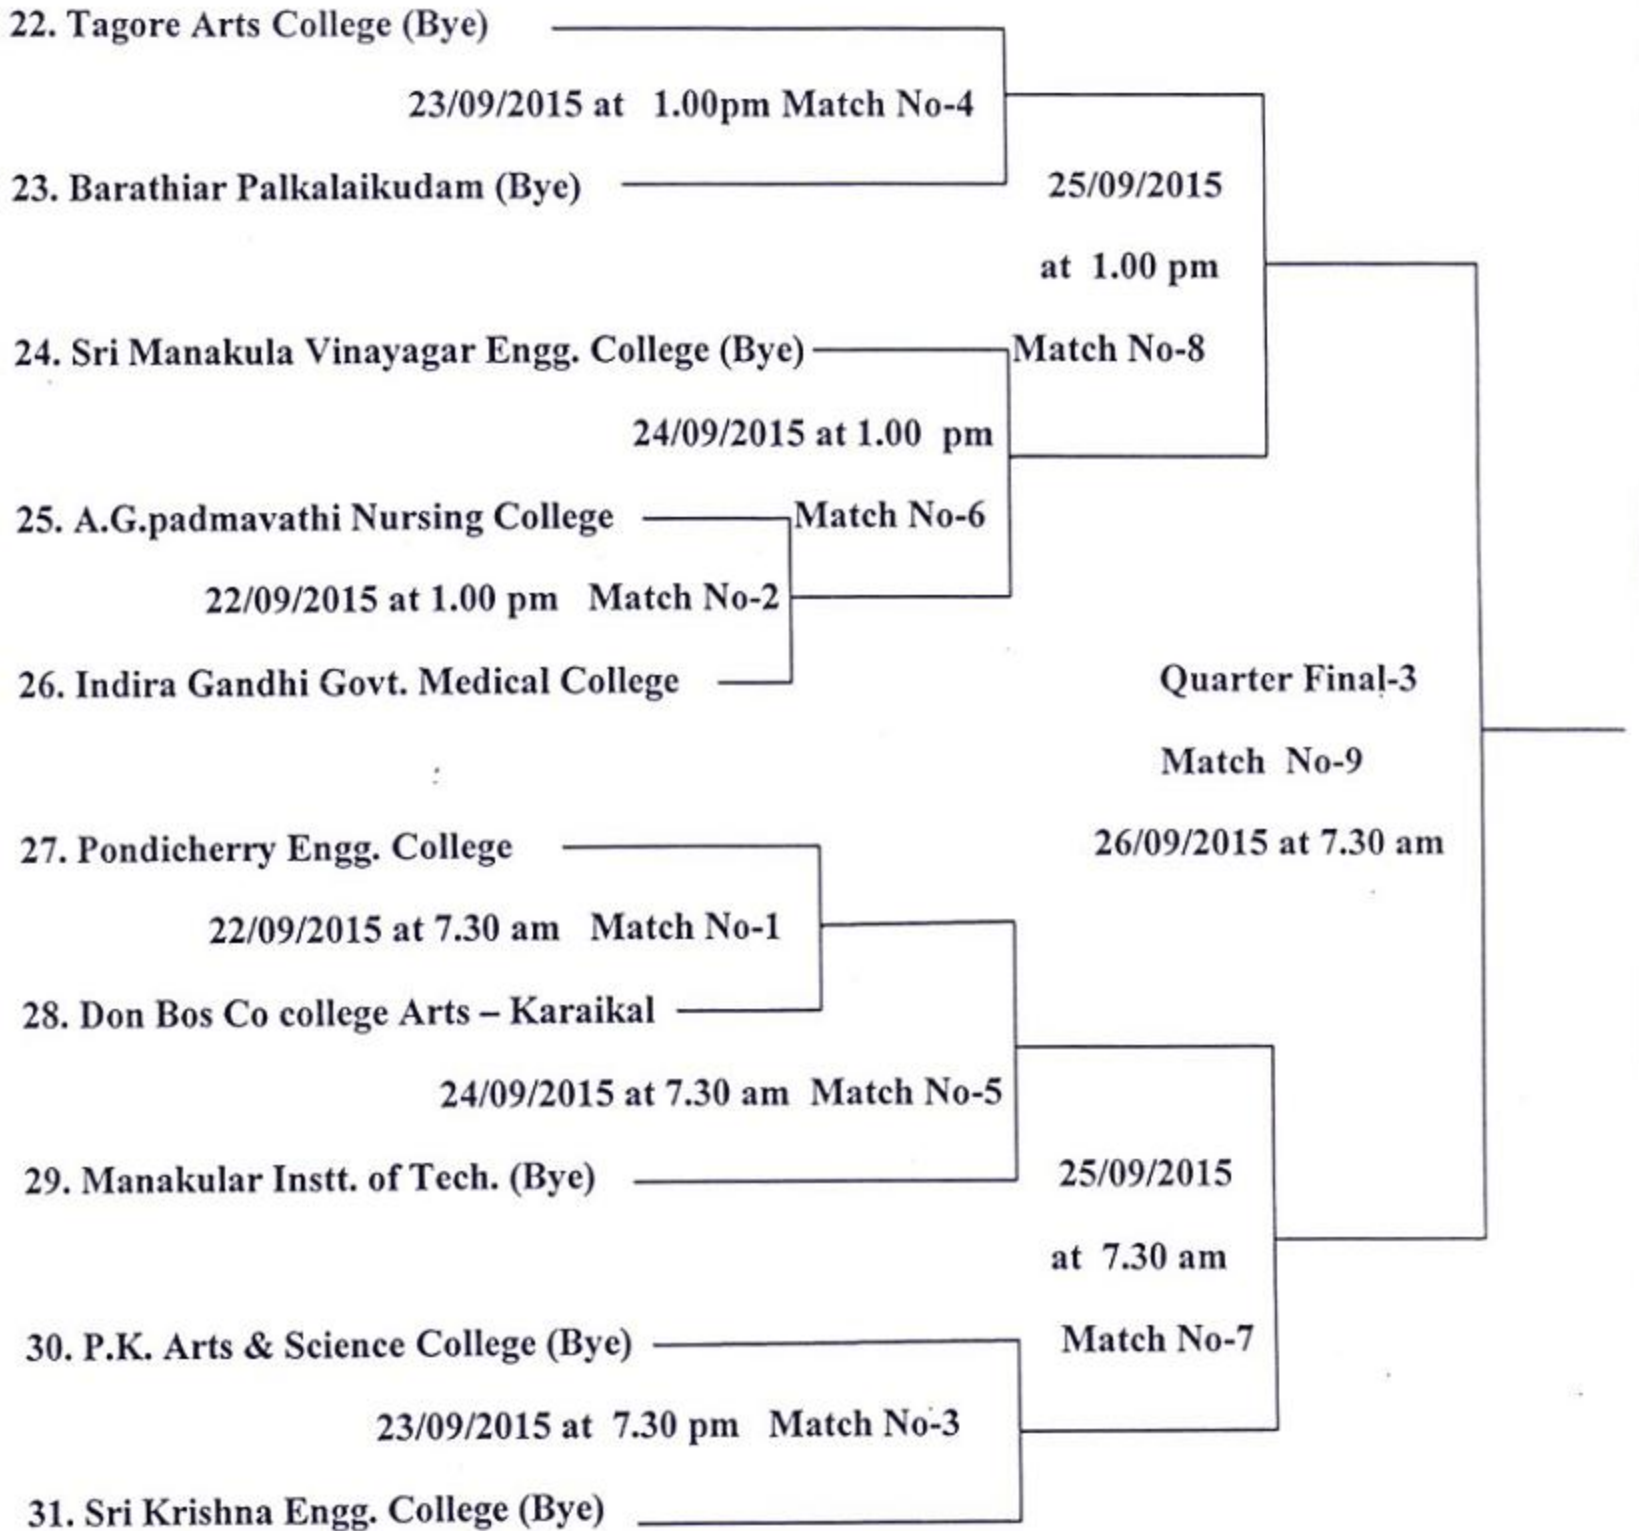 22. Tagore Arts College (Bye)
23/09/2015 at 1.00pm Match No-4
23. Barathiar Palkalaikudam (Bye)
25/09/2015
at 1.00 pm
24. Sri Manakula Vinayagar Engg. College (Bye)
Match No-8
24/09/2015 at 1.00 pm
25. A.G.padmavathi Nursing College
Match No-6
22/09/2015 at 1.00 pm Match No-2
26. Indira Gandhi Govt. Medical College
Quarter Final-3
Match No-9
27. Pondicherry Engg. College
26/09/2015 at 7.30 am
22/09/2015 at 7.30 am Match No-1
28. Don Bos Co college Arts – Karaikal
24/09/2015 at 7.30 am Match No-5
29. Manakular Instt. of Tech. (Bye)
25/09/2015
at 7.30 am
30. P.K. Arts & Science College (Bye)
Match No-7
23/09/2015 at 7.30 pm Match No-3
31. Sri Krishna Engg. College (Bye)